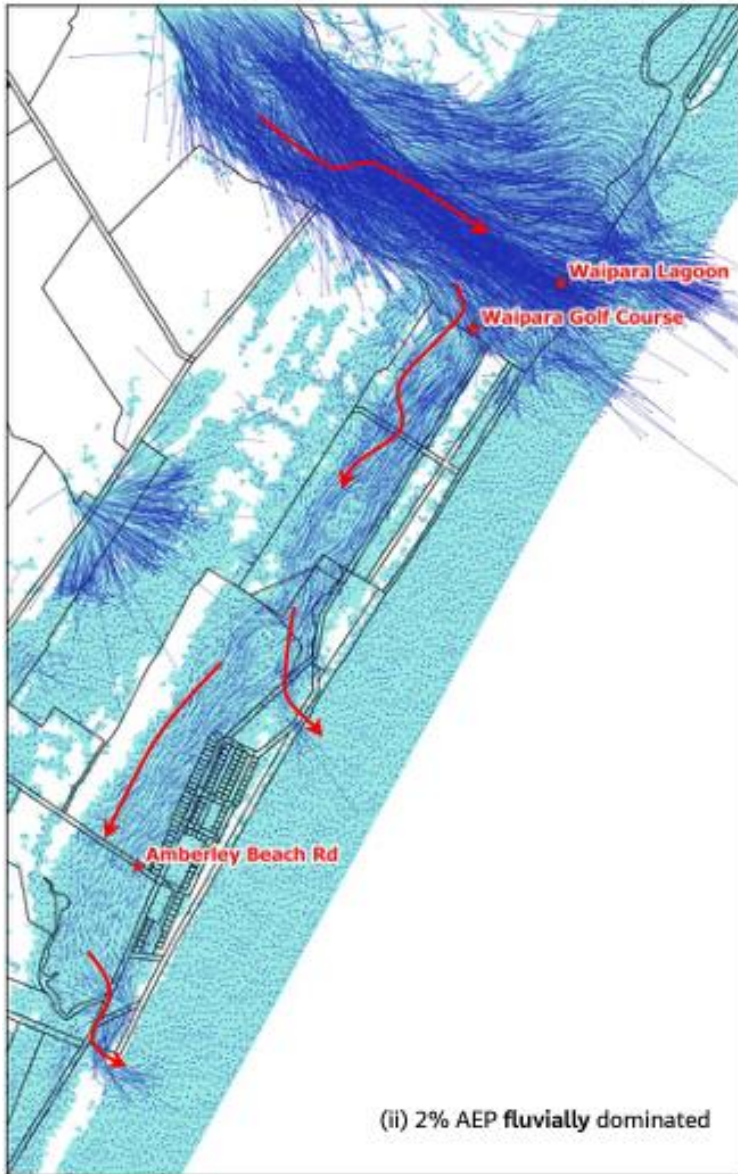 Waipara Lagoon
Waipara Golf Course
Amberley Beach Rd
(ii) 2% AEP fluvially dominated